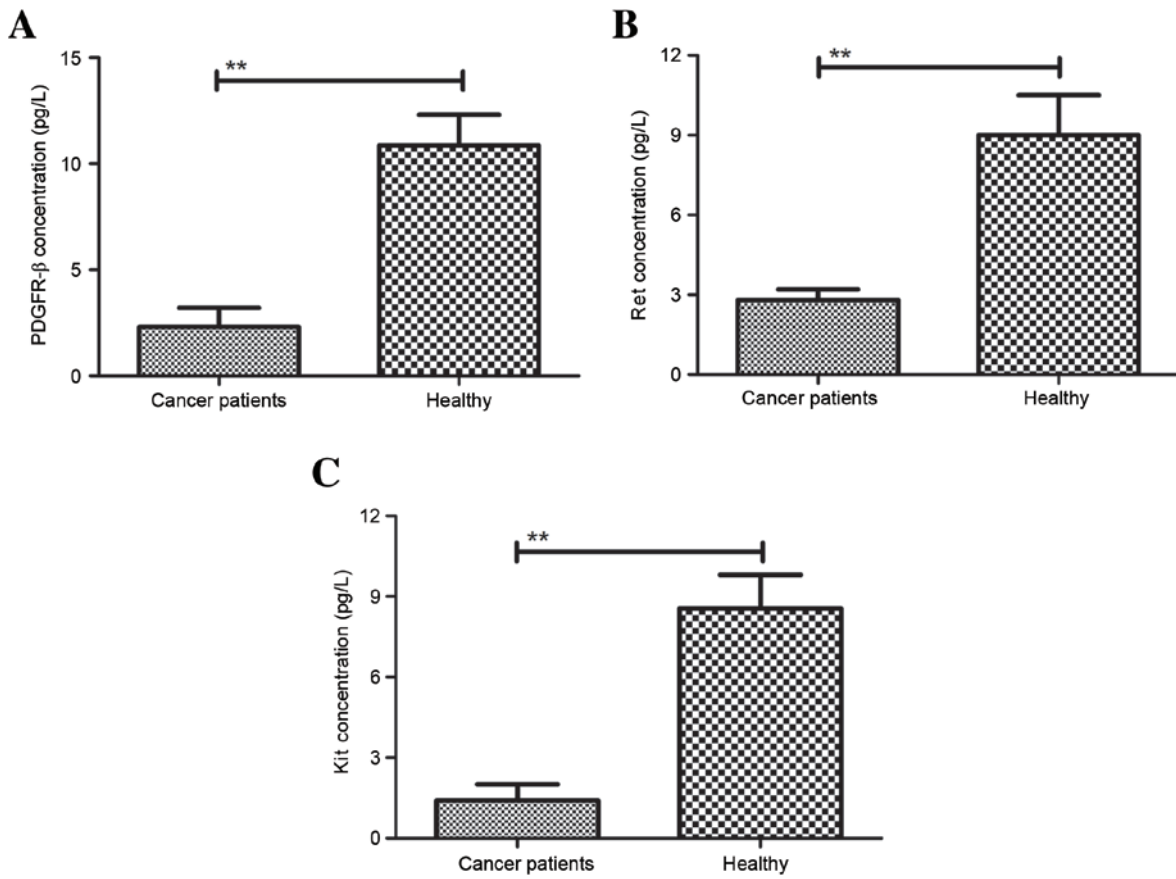 A
PDGFR-β concentration (pg/L)
15
10
5
0
**
Cancer patients
Healthy
B
Ret concentration (pg/L)
12
9
6
3
0
**
Cancer patients
Healthy
C
Kit concentration (pg/L)
12
9
6
3
0
**
Cancer patients
Healthy